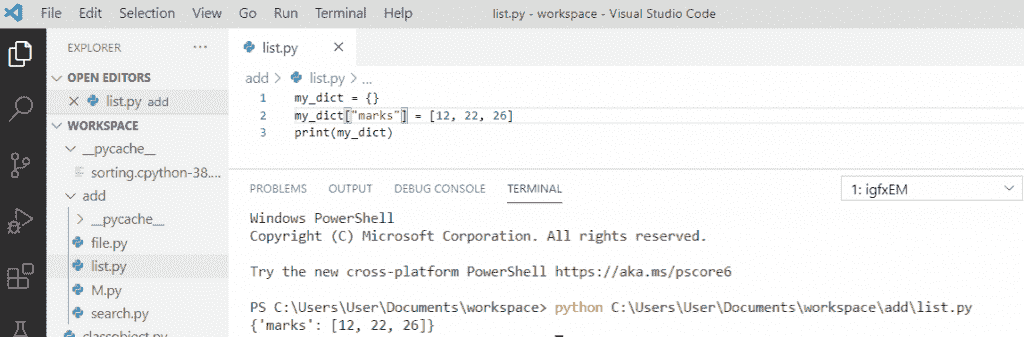 File Edit Selection View Go Run Terminal Help list.py - workspace - Visual Studio Code
EXPLORER ...
OPEN EDITORS
list.py add
WORKSPACE
__pycache__
sorting.cpython-38....
add
__pycache__
file.py
list.py
M.py
search.py
classobject.py
list.py
add > list.py > ...
1 my_dict = {}
2 my_dict["marks"] = [12, 22, 26]
3 print(my_dict)
PROBLEMS OUTPUT DEBUG CONSOLE TERMINAL 1: igfxEM
Windows PowerShell
Copyright (C) Microsoft Corporation. All rights reserved.
Try the new cross-platform PowerShell https://aka.ms/pscore6
PS C:\Users\User\Documents\workspace> python C:\Users\User\Documents\workspace\add\list.py
{'marks': [12, 22, 26]}